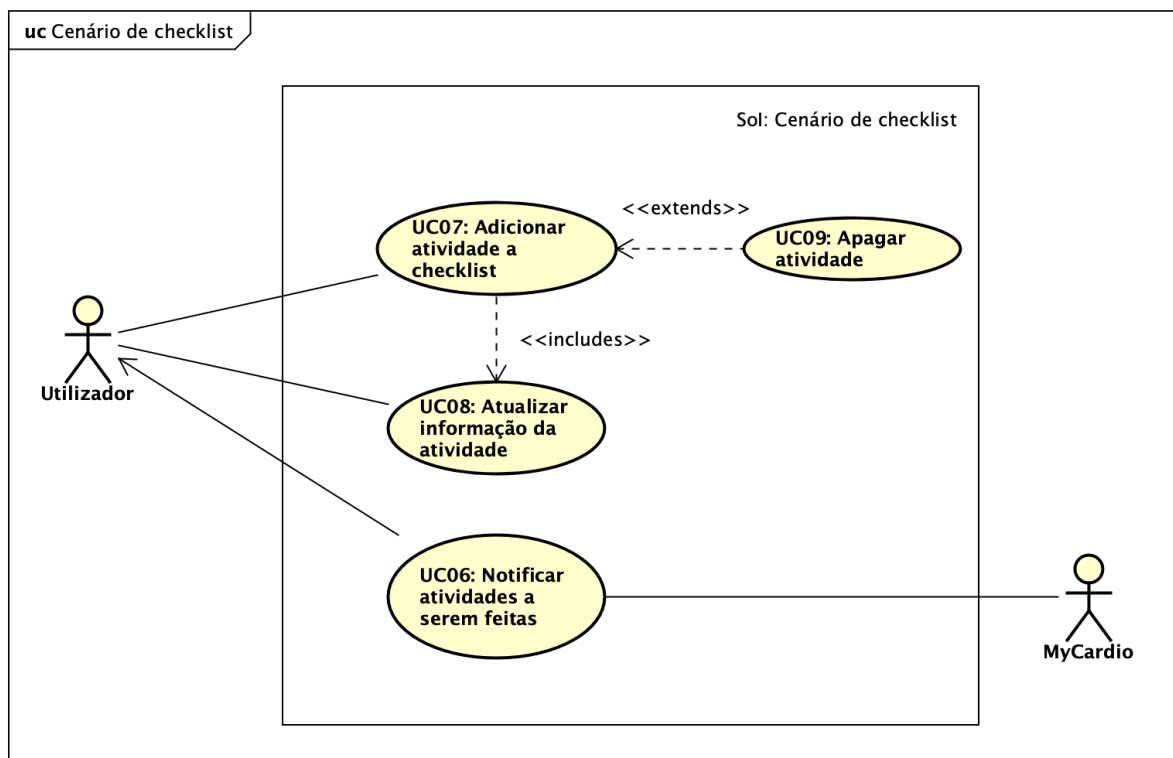 uc Cenário de checklist
SoI: Cenário de checklist
UC07: Adicionar
atividade a
checklist
<<extends>>
UC09: Apagar
atividade
<<includes>>
Utilizador
UC08: Atualizar
informação da
atividade
UC06: Notificar
atividades a
serem feitas
MyCardio